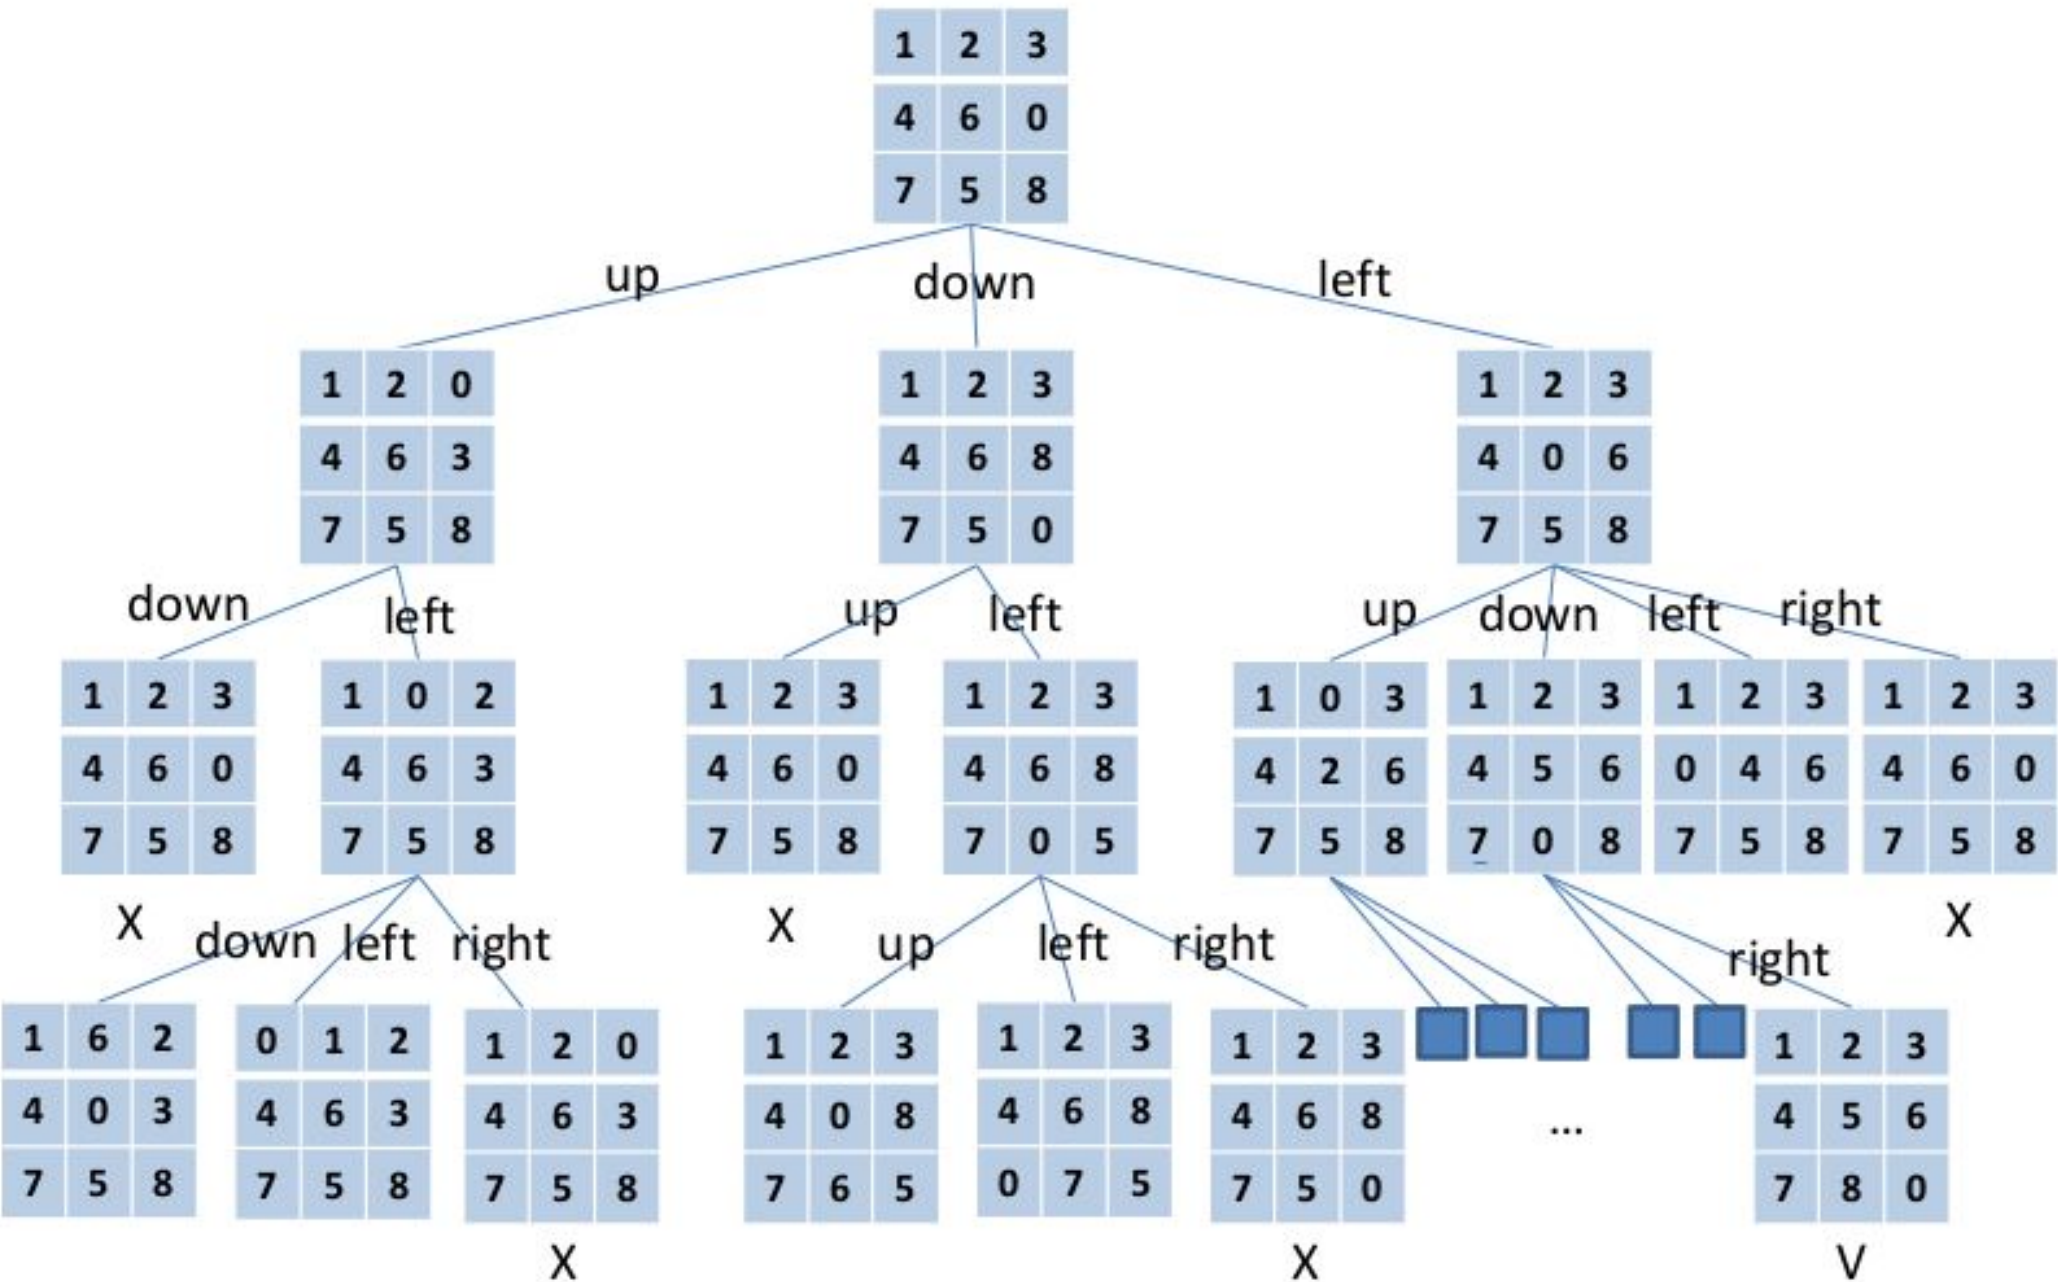 1 2 3
4 6 0
7 5 8
up down left
1 2 0
4 6 3
7 5 8
1 2 3
4 6 8
7 5 0
1 2 3
4 0 6
7 5 8
down left
up left
up down left right
1 2 3
4 6 0
7 5 8
X
1 0 2
4 6 3
7 5 8
1 2 3
4 6 0
7 5 8
X
1 2 3
4 6 8
7 0 5
1 0 3
4 2 6
7 5 8
1 2 3
4 5 6
7 0 8
1 2 3
0 4 6
7 5 8
1 2 3
4 6 0
7 5 8
X
down left right
up left right
right
1 6 2
4 0 3
7 5 8
0 1 2
4 6 3
7 5 8
1 2 0
4 6 3
7 5 8
X
1 2 3
4 0 8
7 6 5
1 2 3
4 6 8
0 7 5
1 2 3
4 6 8
7 5 0
X
...
1 2 3
4 5 6
7 8 0
V